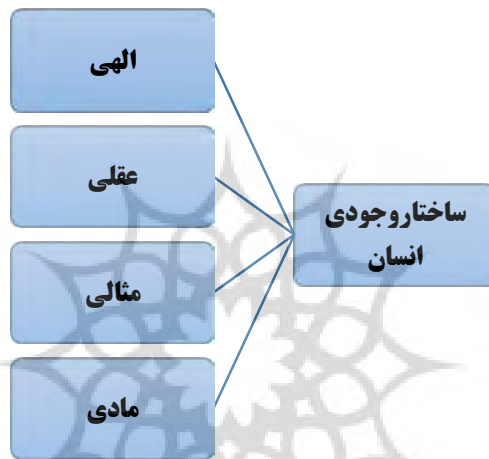 ساختاروجودی
انسان
الهی
عقلی
مثالی
مادی